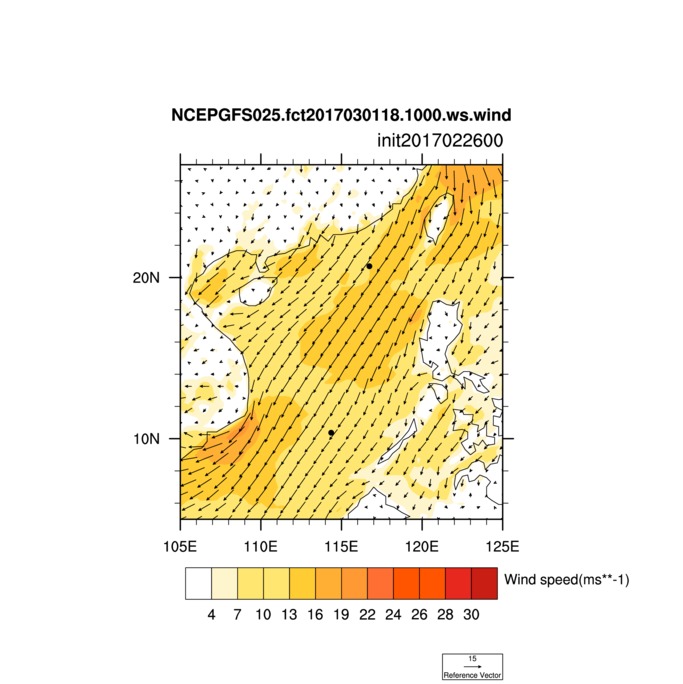 NCEPGFS025.fct2017030118.1000.ws.wind
init2017022600
20N
10N
105E 110E 115E 120E 125E
Wind speed(ms**-1)
4 7 10 13 16 19 22 24 26 28 30
15
Reference Vector